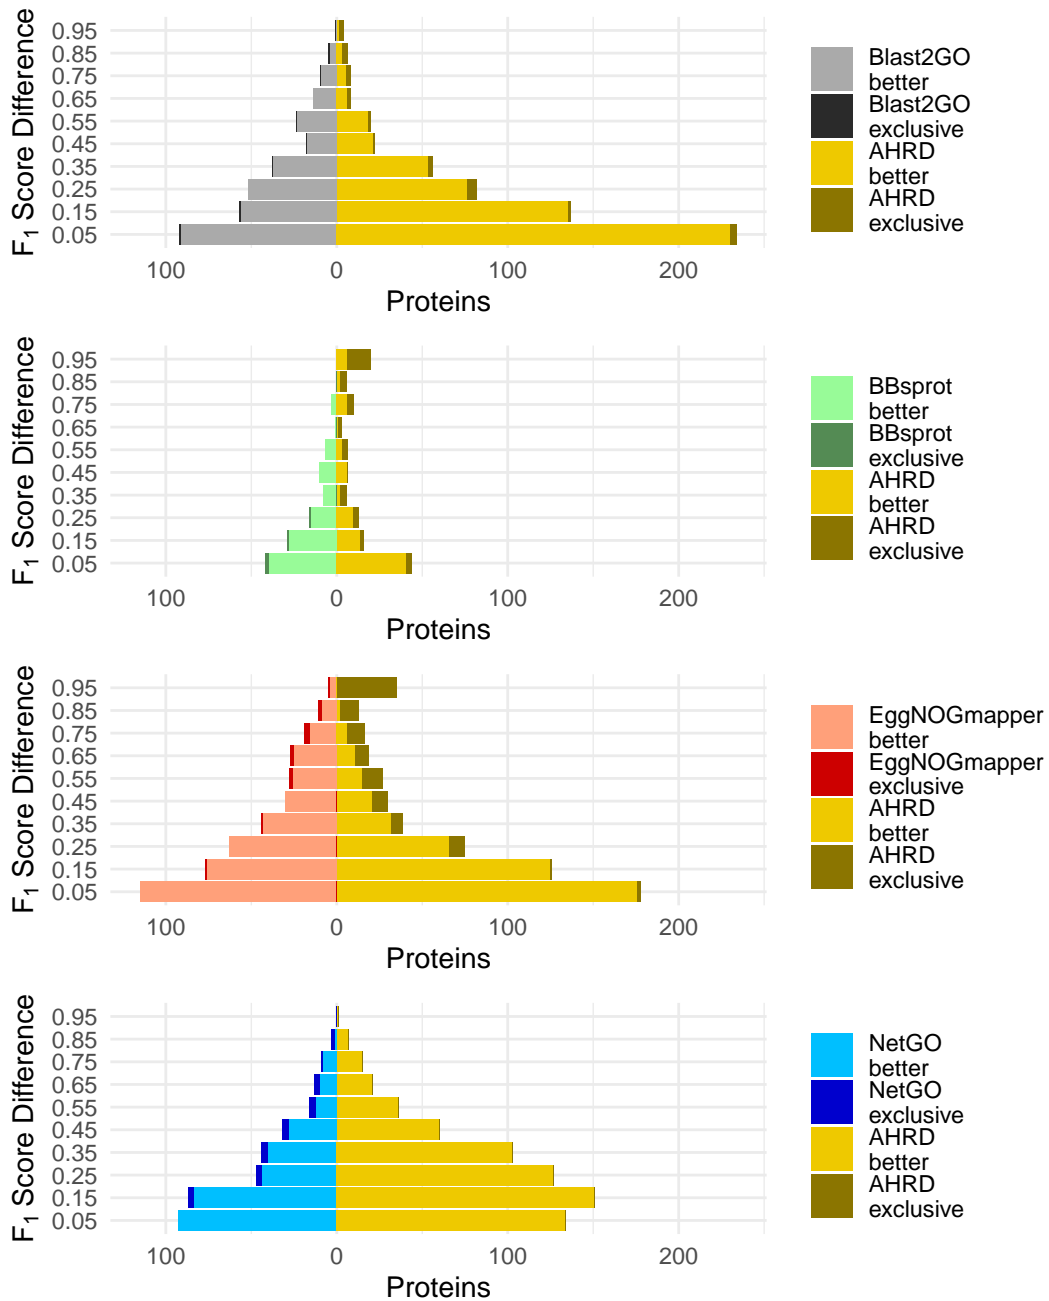 F1 Score Difference
0.95
0.85
0.75
0.65
0.55
0.45
0.35
0.25
0.15
0.05
100 0 100 200
Proteins
Blast2GO
better
Blast2GO
exclusive
AHRD
better
AHRD
exclusive
F1 Score Difference
0.95
0.85
0.75
0.65
0.55
0.45
0.35
0.25
0.15
0.05
100 0 100 200
Proteins
BBsprot
better
BBsprot
exclusive
AHRD
better
AHRD
exclusive
F1 Score Difference
0.95
0.85
0.75
0.65
0.55
0.45
0.35
0.25
0.15
0.05
100 0 100 200
Proteins
EggNOGmapper
better
EggNOGmapper
exclusive
AHRD
better
AHRD
exclusive
F1 Score Difference
0.95
0.85
0.75
0.65
0.55
0.45
0.35
0.25
0.15
0.05
100 0 100 200
Proteins
NetGO
better
NetGO
exclusive
AHRD
better
AHRD
exclusive